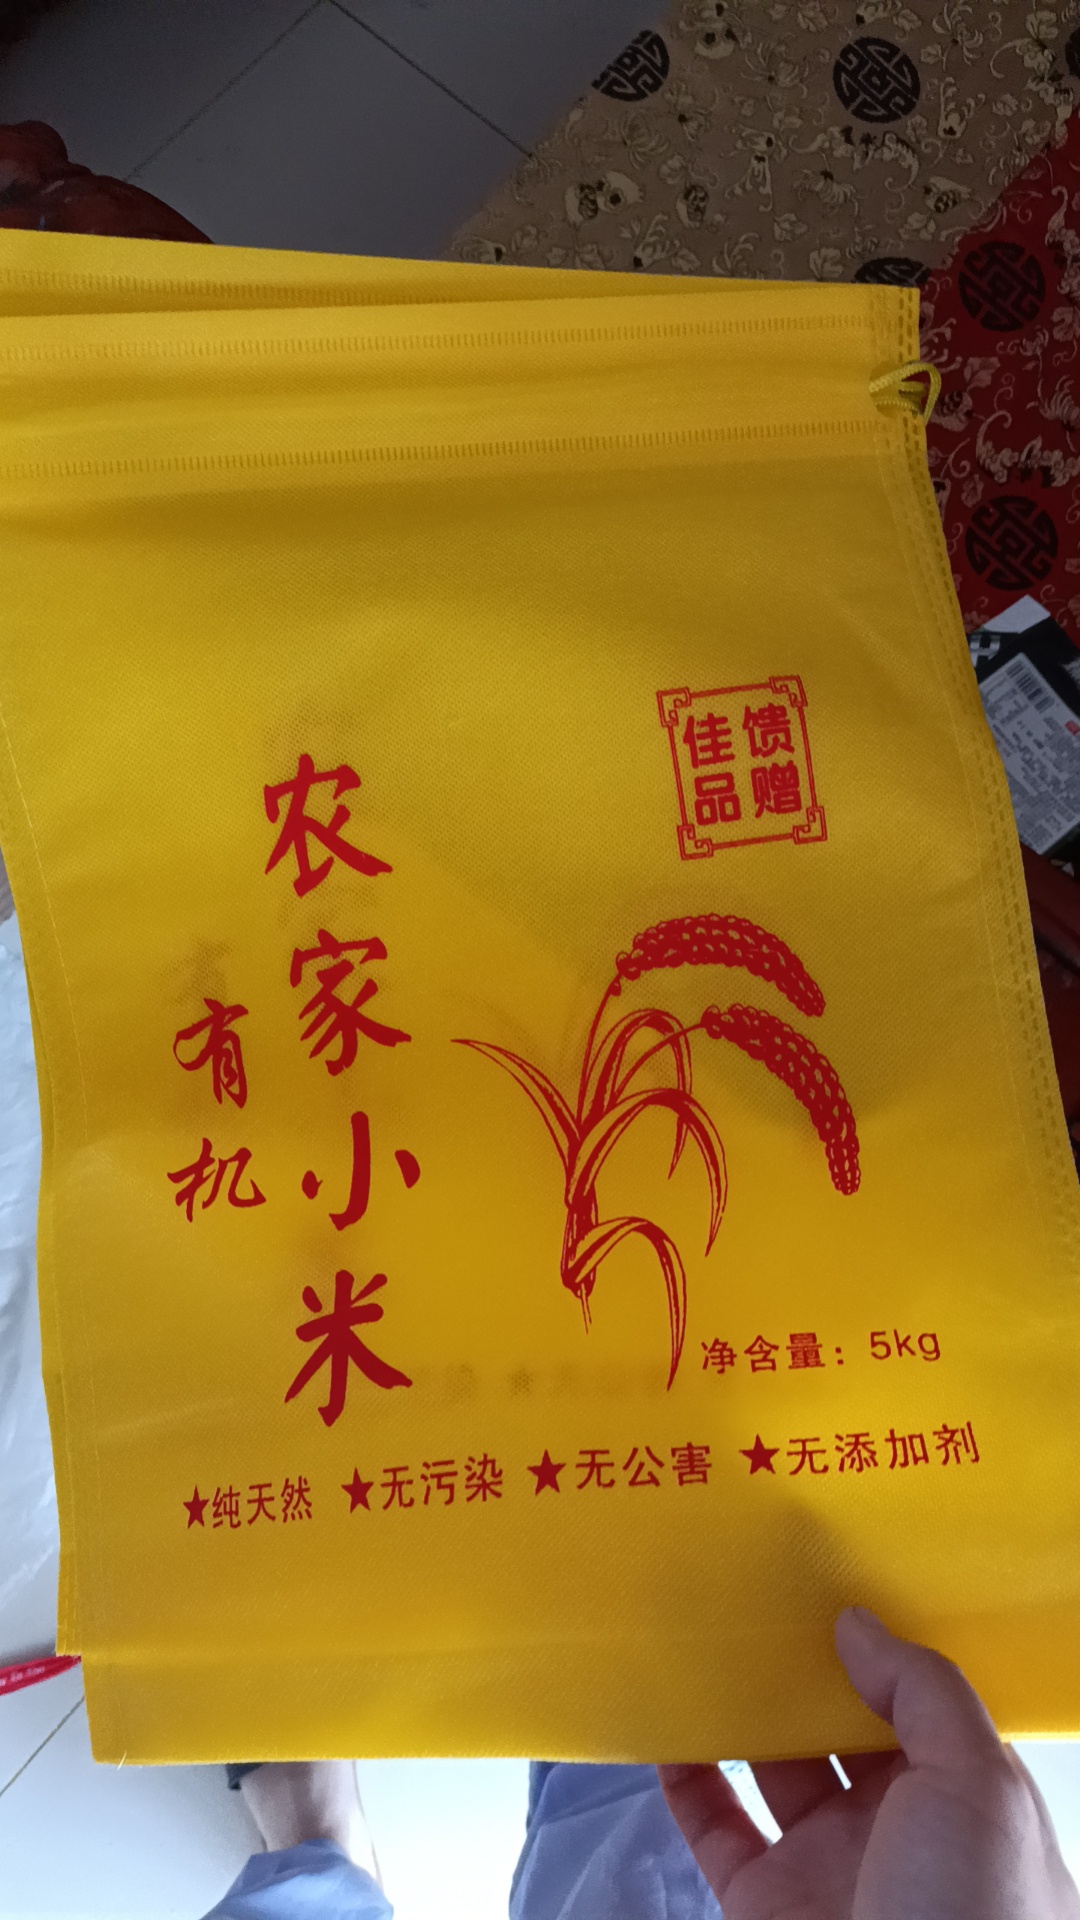 馈赠
佳品
农家小米
有机
净含量：5kg
★纯天然 ★无污染 ★无公害 ★无添加剂